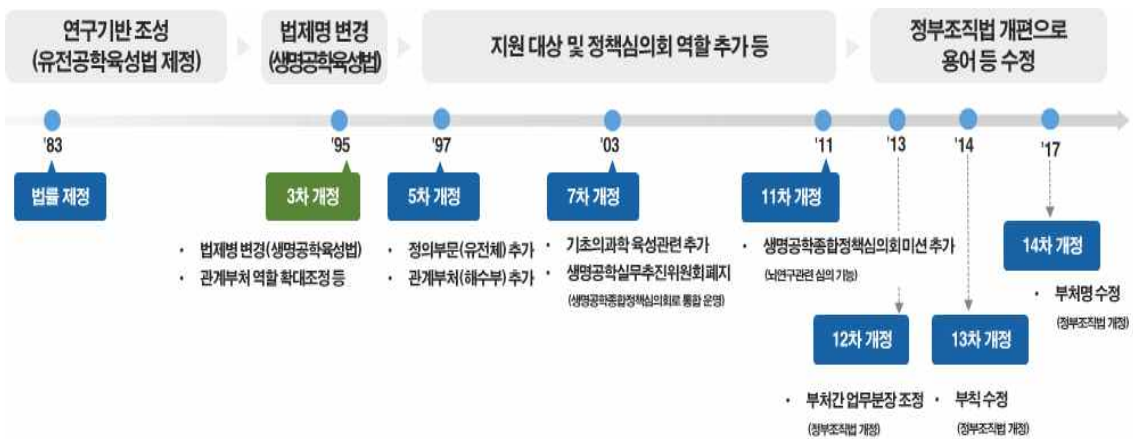 연구기반 조성
(유전공학육성법 제정)
법제명 변경
(생명공학육성법)
지원 대상 및 정책심의회 역할 추가 등
정부조직법 개편으로
용어 등 수정
'83
'95
'97
'03
'11
'13
'14
'17
법률 제정
3차 개정
• 법제병 변경(생명공학육성법)
• 관계부처 역할 확대조정 등
5차 개정
• 정의부문(유전체) 추가
• 관계부처(해수부) 추가
7차 개정
• 기초의과학 육성관련 추가
• 생명공학실무추진위원회 폐지
(생명공학종합정책심의회로 통합 운영)
11차 개정
• 생명공학종합정책심의회 미션 추가
(뇌연구관련 심의 기능)
12차 개정
• 부처간 업무분장 조정
(정부조직법 개정)
13차 개정
• 부칙 수정
(정부조직법 개정)
14차 개정
• 부처명 수정
(정부조직법 개정)